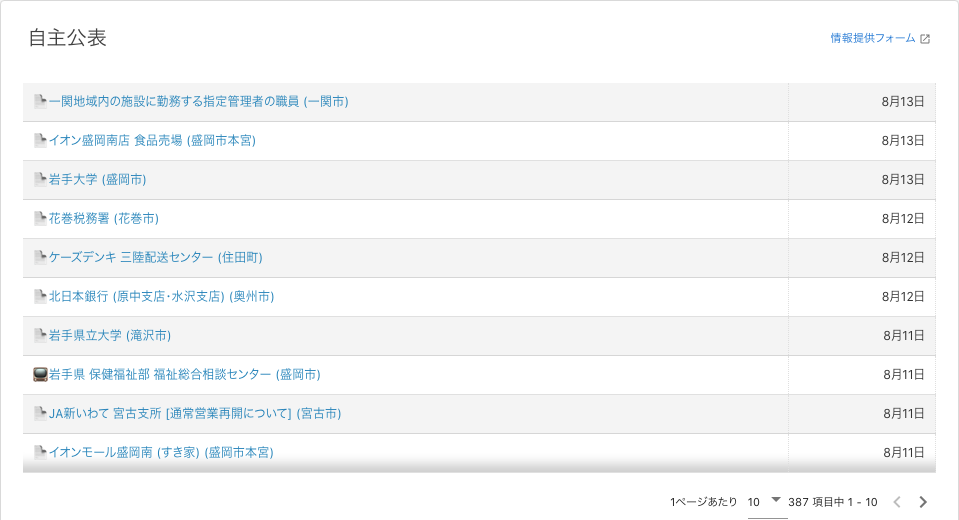 自主公表
情報提供フォーム
一関地域内の施設に勤務する指定管理者の職員 (一関市) 8月13日
イオン盛岡南店 食品売場 (盛岡市本宮) 8月13日
岩手大学 (盛岡市) 8月13日
花巻税務署 (花巻市) 8月12日
ケーズデンキ 三陸配送センター (住田町) 8月12日
北日本銀行 (原中支店･水沢支店) (奥州市) 8月12日
岩手県立大学 (滝沢市) 8月11日
岩手県 保健福祉部 福祉総合相談センター (盛岡市) 8月11日
JA新いわて 宮古支所 [通常営業再開について] (宮古市) 8月11日
イオンモール盛岡南 (すき家) (盛岡市本宮) 8月11日
1ページあたり 10 387 項目中 1 - 10